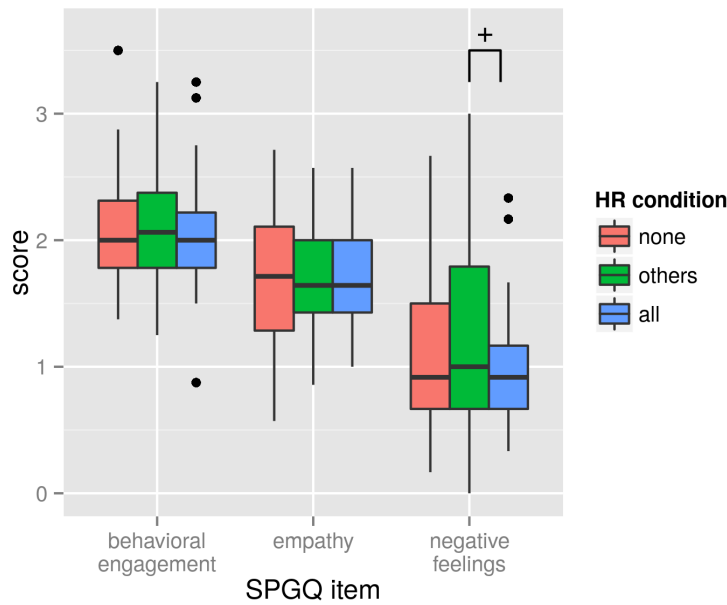 +
3
2
1
0
score
behavioral
engagement
empathy
negative
feelings
SPGQ item
HR condition
none
others
all